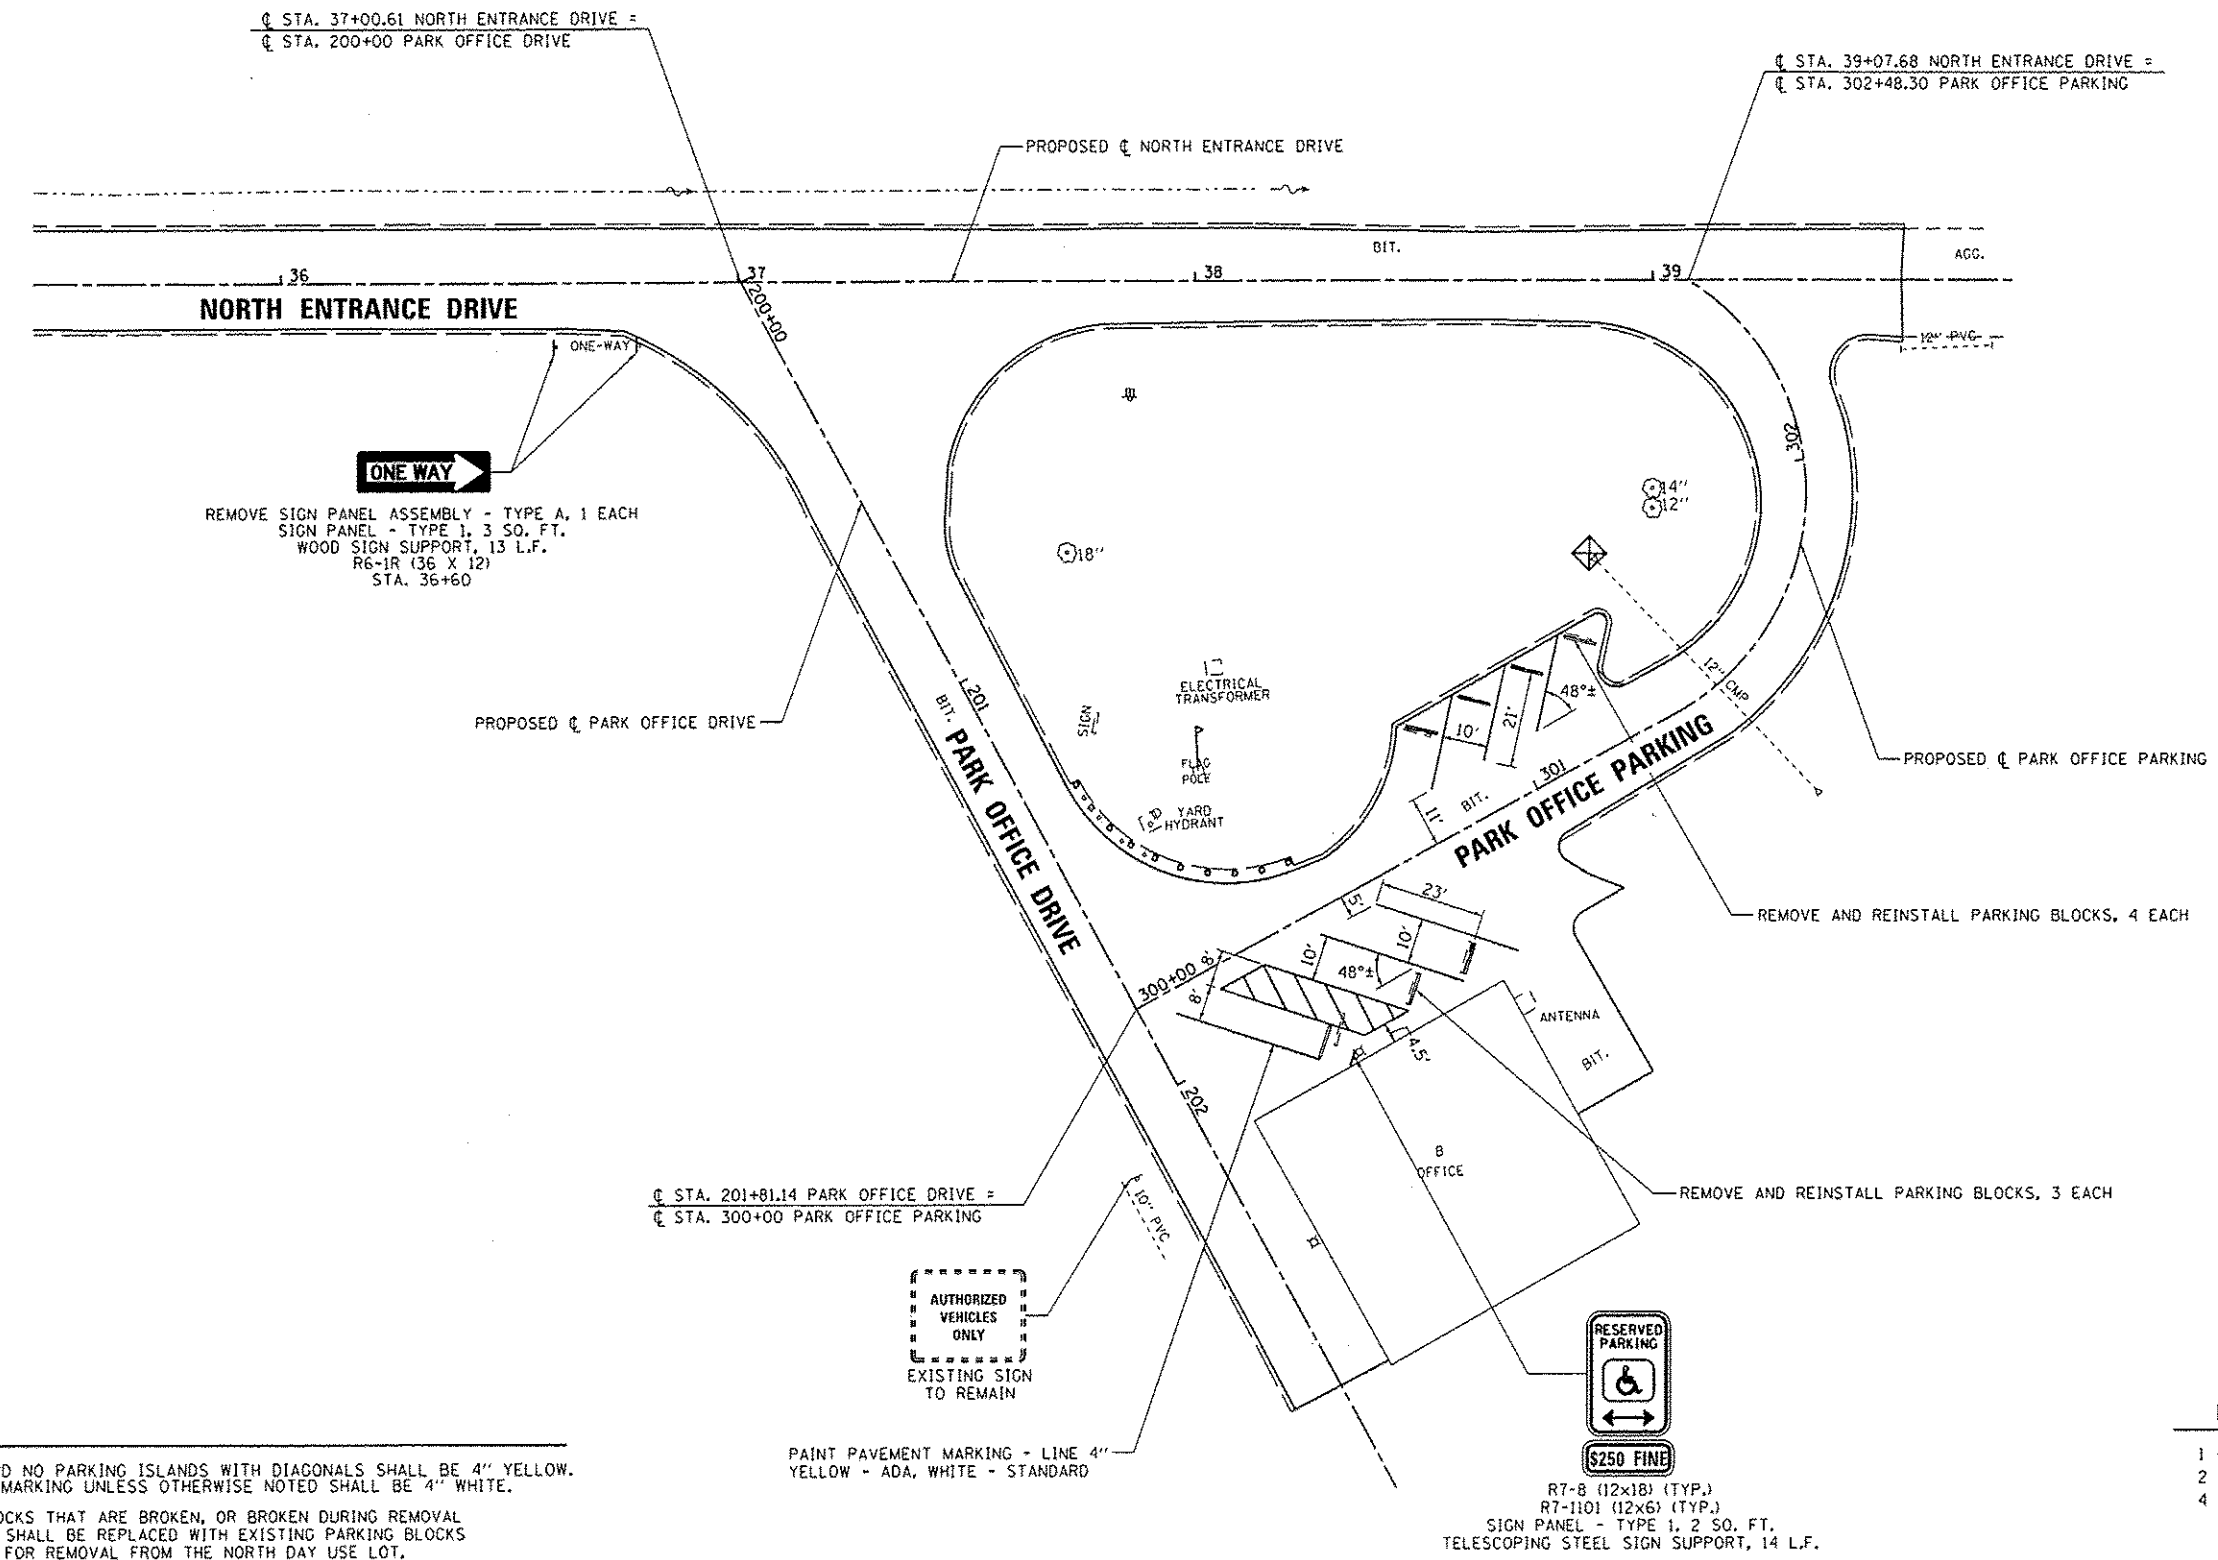 ℄ STA. 37+00.61 NORTH ENTRANCE DRIVE =
℄ STA. 200+00 PARK OFFICE DRIVE
℄ STA. 39+07.68 NORTH ENTRANCE DRIVE =
℄ STA. 302+48.30 PARK OFFICE PARKING
PROPOSED ℄ NORTH ENTRANCE DRIVE
BIT.
AGG.
36
37
38
39
200+00
NORTH ENTRANCE DRIVE
ONE-WAY
12" PVC
302
ONE WAY
REMOVE SIGN PANEL ASSEMBLY - TYPE A, 1 EACH
SIGN PANEL - TYPE 1, 3 SQ. FT.
WOOD SIGN SUPPORT, 13 L.F.
R6-1R (36 X 12)
STA. 36+60
14"
12"
18"
ELECTRICAL
TRANSFORMER
SIGN
FLAG
POLE
YARD
HYDRANT
12" CMP
48°±
21'
10'
11'
201
BIT.
PARK OFFICE DRIVE
PROPOSED ℄ PARK OFFICE DRIVE
301
BIT.
PARK OFFICE PARKING
PROPOSED ℄ PARK OFFICE PARKING
REMOVE AND REINSTALL PARKING BLOCKS, 4 EACH
5'
23'
10'
10'
48°±
300+00
8'
8'
4.5'
ANTENNA
BIT.
202
B
OFFICE
REMOVE AND REINSTALL PARKING BLOCKS, 3 EACH
℄ STA. 201+81.14 PARK OFFICE DRIVE =
℄ STA. 300+00 PARK OFFICE PARKING
10" PVC
AUTHORIZED
VEHICLES
ONLY
EXISTING SIGN
TO REMAIN
RESERVED
PARKING
$250 FINE
R7-8 (12x18) (TYP.)
R7-1101 (12x6) (TYP.)
SIGN PANEL - TYPE 1, 2 SQ. FT.
TELESCOPING STEEL SIGN SUPPORT, 14 L.F.
PAINT PAVEMENT MARKING - LINE 4"
YELLOW - ADA, WHITE - STANDARD
D NO PARKING ISLANDS WITH DIAGONALS SHALL BE 4" YELLOW.
MARKING UNLESS OTHERWISE NOTED SHALL BE 4" WHITE.
OCKS THAT ARE BROKEN, OR BROKEN DURING REMOVAL
SHALL BE REPLACED WITH EXISTING PARKING BLOCKS
FOR REMOVAL FROM THE NORTH DAY USE LOT.
1
2
4